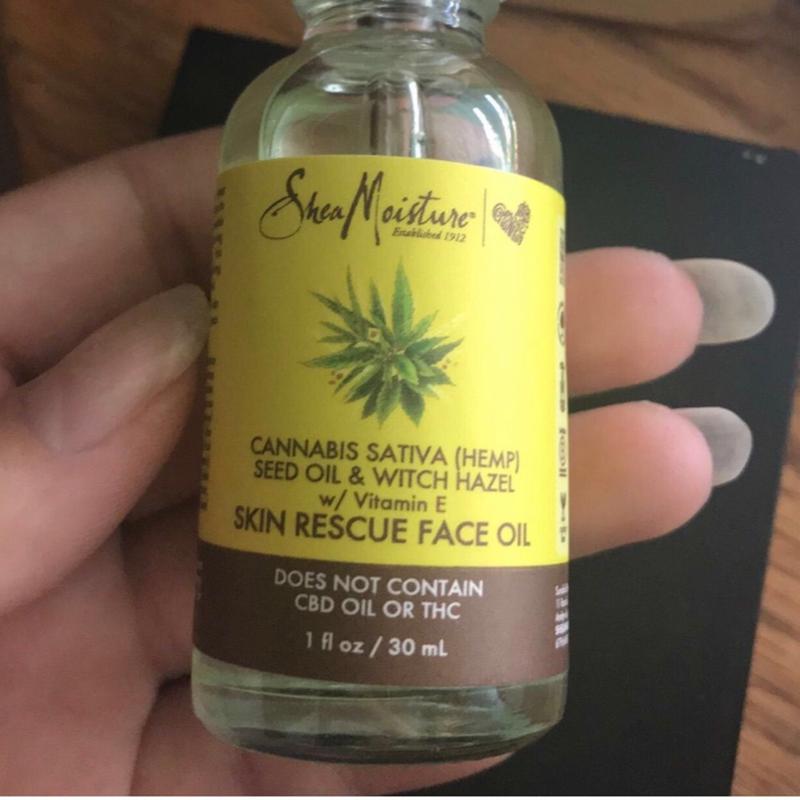 SheaMoisture®
Established 1912
CANNABIS SATIVA (HEMP)
SEED OIL & WITCH HAZEL
w/ Vitamin E
SKIN RESCUE FACE OIL
DOES NOT CONTAIN
CBD OIL OR THC
1 fl oz / 30 mL